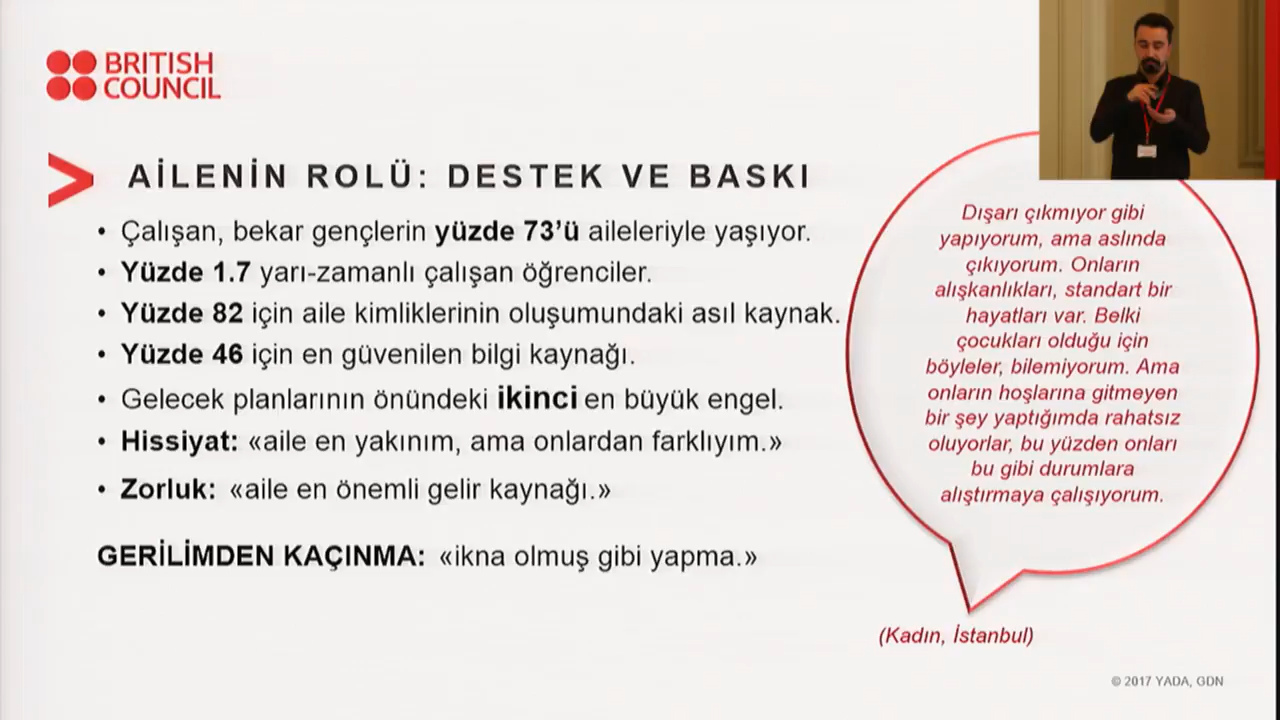 BRITISH
COUNCIL
AİLENİN ROLÜ: DESTEK VE BASKI
• Çalışan, bekar gençlerin yüzde 73’ü aileleriyle yaşıyor.
• Yüzde 1.7 yarı-zamanlı çalışan öğrenciler.
• Yüzde 82 için aile kimliklerinin oluşumundaki asıl kaynak.
• Yüzde 46 için en güvenilen bilgi kaynağı.
• Gelecek planlarının önündeki ikinci en büyük engel.
• Hissiyat: «aile en yakınım, ama onlardan farklıyım.»
• Zorluk: «aile en önemli gelir kaynağı.»
GERİLİMDEN KAÇINMA: «ikna olmuş gibi yapma.»
Dışarı çıkmıyor gibi
yapıyorum, ama aslında
çıkıyorum. Onların
alışkanlıkları, standart bir
hayatları var. Belki
çocukları olduğu için
böyleler, bilemiyorum. Ama
onların hoşlarına gitmeyen
bir şey yaptığımda rahatsız
oluyorlar, bu yüzden onları
bu gibi durumlara
alıştırmaya çalışıyorum.
(Kadın, İstanbul)
© 2017 YADA, GDN